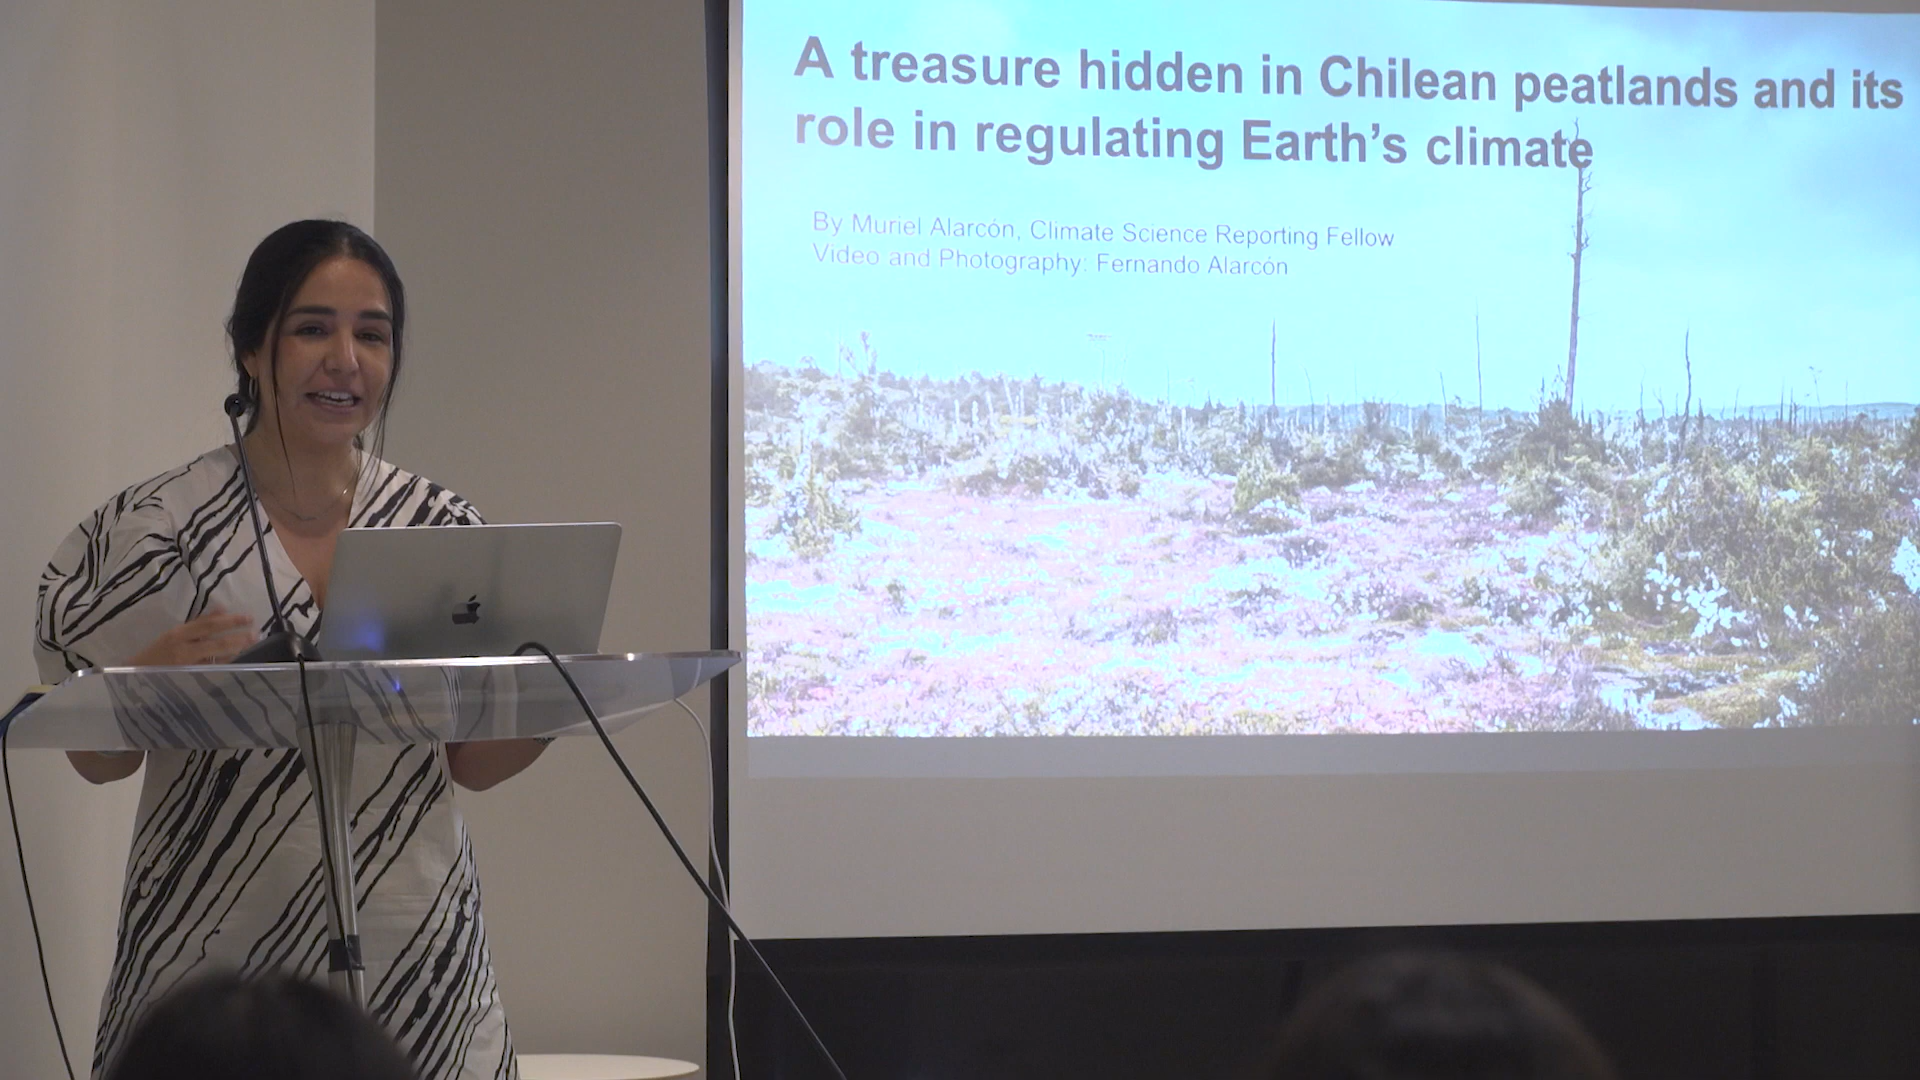 A treasure hidden in Chilean peatlands and its
role in regulating Earth’s climate
By Muriel Alarcón, Climate Science Reporting Fellow
Video and Photography: Fernando Alarcón